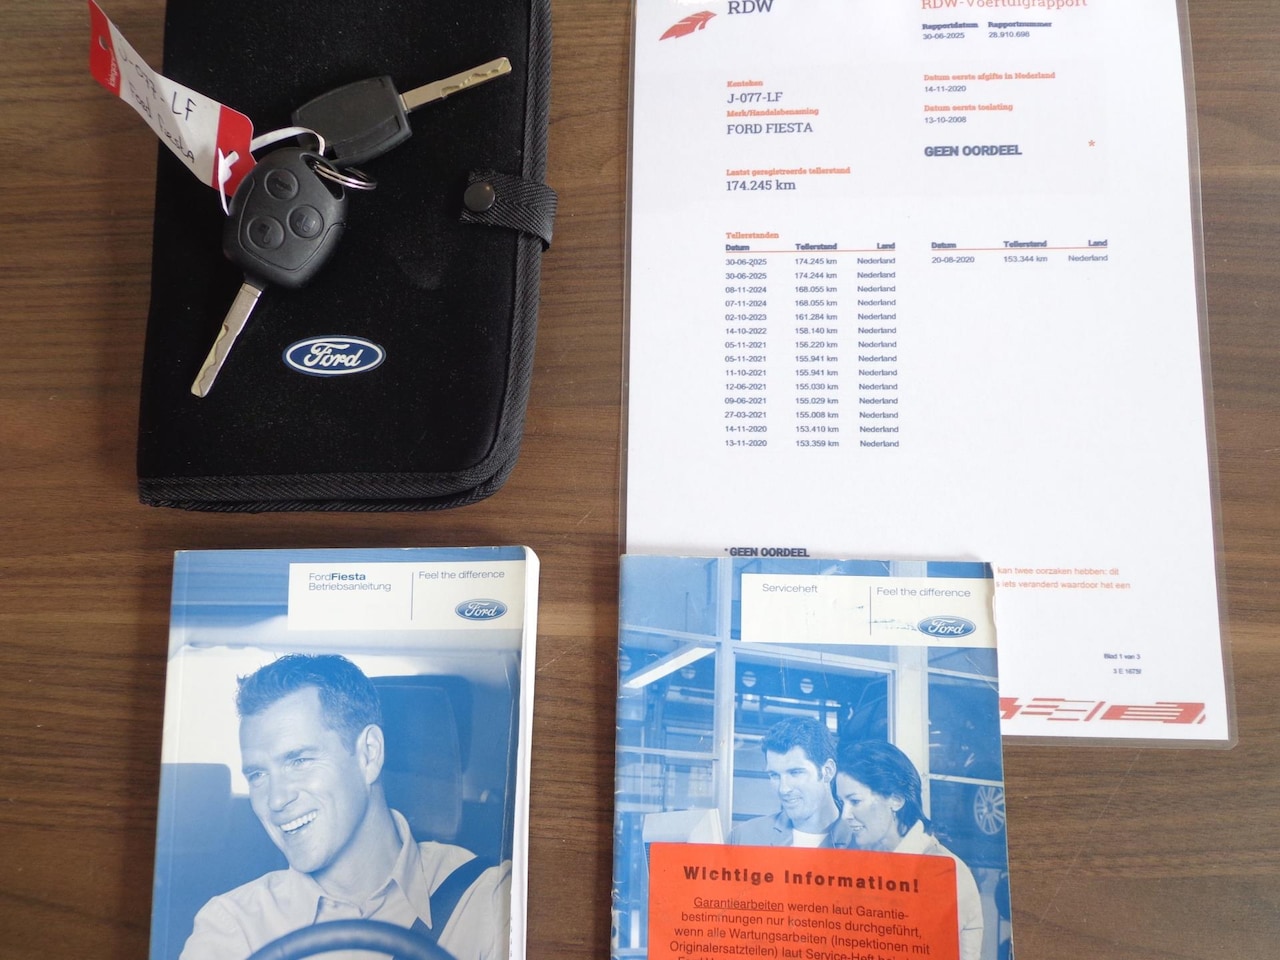 J-077-LF
Ford Fiesta
Ford
RDW
RDW-Voertuigrapport
Rapportdatum Rapportnummer
30-06-2025 28.910.698
Kenteken
J-077-LF
Merk/Handelsbenaming
FORD FIESTA
Datum eerste afgifte in Nederland
14-11-2020
Datum eerste toelating
13-10-2008
GEEN OORDEEL *
Laatst geregistreerde tellerstand
174.245 km
Tellerstanden
Datum Tellerstand Land
30-06-2025 174.245 km Nederland
30-06-2025 174.244 km Nederland
08-11-2024 168.055 km Nederland
07-11-2024 168.055 km Nederland
02-10-2023 161.284 km Nederland
14-10-2022 158.140 km Nederland
05-11-2021 156.220 km Nederland
05-11-2021 155.941 km Nederland
11-10-2021 155.941 km Nederland
12-06-2021 155.030 km Nederland
09-06-2021 155.029 km Nederland
27-03-2021 155.008 km Nederland
14-11-2020 153.410 km Nederland
13-11-2020 153.359 km Nederland
Datum Tellerstand Land
20-08-2020 153.344 km Nederland
* GEEN OORDEEL
kan twee oorzaken hebben: dit
s iets veranderd waardoor het een
Blad 1 van 3
FordFiesta
Betriebsanleitung
Feel the difference
Ford
Serviceheft
Feel the difference
Ford
Wichtige Information!
Garantiearbeiten werden laut Garantie-
bestimmungen nur kostenlos durchgeführt,
wenn alle Wartungsarbeiten (Inspektionen mit
Originalersatzteilen) laut Service-Heft